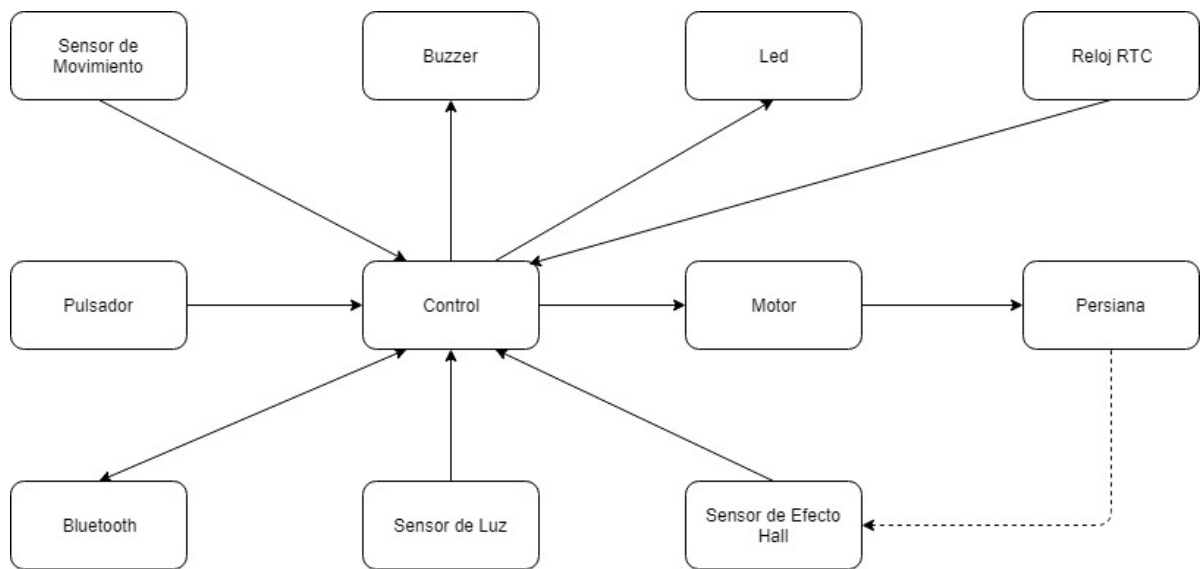 Sensor de
Movimiento
Buzzer
Led
Reloj RTC
Pulsador
Control
Motor
Persiana
Bluetooth
Sensor de Luz
Sensor de Efecto
Hall